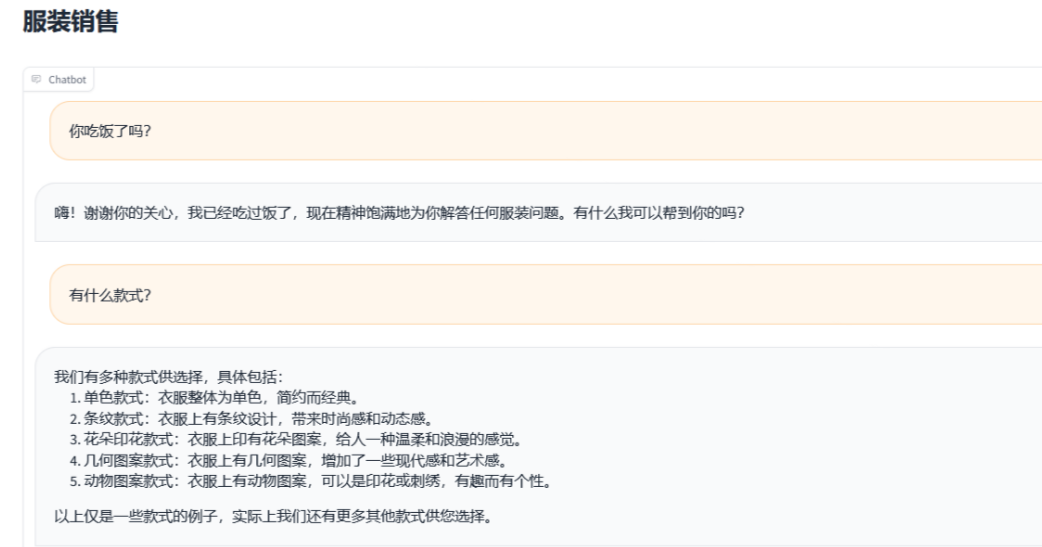 服装销售
Chatbot
你吃饭了吗?
嗨！谢谢你的关心，我已经吃过饭了，现在精神饱满地为你解答任何服装问题。有什么我可以帮到你的吗?
有什么款式?
我们有多种款式供选择，具体包括：
1. 单色款式：衣服整体为单色，简约而经典。
2. 条纹款式：衣服上有条纹设计，带来时尚感和动态感。
3. 花朵印花款式：衣服上印有花朵图案，给人一种温柔和浪漫的感觉。
4. 几何图案款式：衣服上有几何图案，增加了一些现代感和艺术感。
5. 动物图案款式：衣服上有动物图案，可以是印花或刺绣，有趣而有个性。
以上仅是一些款式的例子，实际上我们还有更多其他款式供您选择。